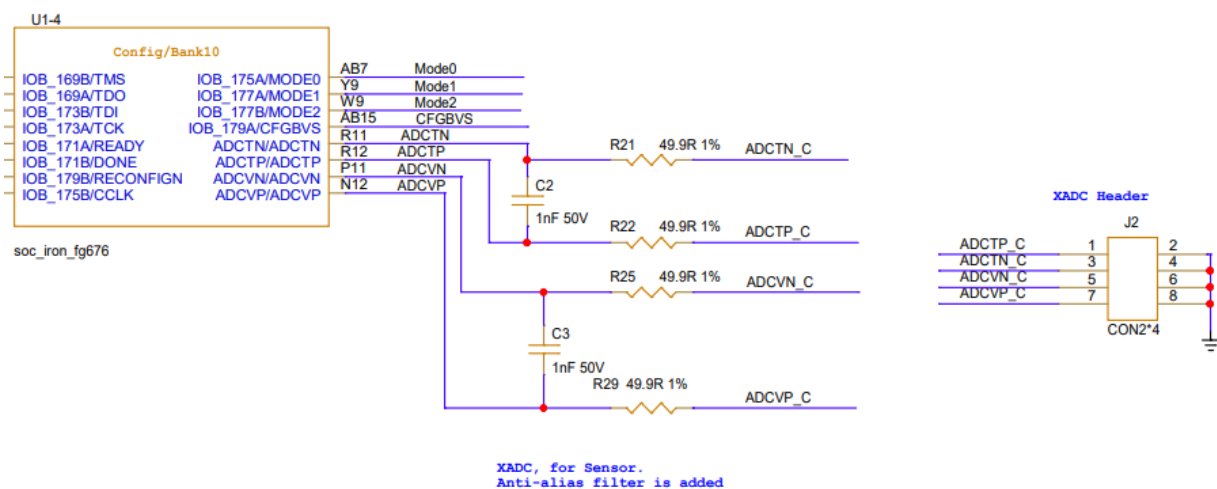 U1-4
Config/Bank10
IOB_169B/TMS IOB_175A/MODE0 AB7 Mode0
IOB_169A/TDO IOB_177A/MODE1 Y9 Mode1
IOB_173B/TDI IOB_177B/MODE2 W9 Mode2
IOB_173A/TCK IOB_179A/CFGBVS AB15 CFGBVS
IOB_171A/READY ADCTN/ADCTN R11 ADCTN
IOB_171B/DONE ADCTP/ADCTP R12 ADCTP
IOB_179B/RECONFIGN ADCVN/ADCVN P11 ADCVN
IOB_175B/CCLK ADCVP/ADCVP N12 ADCVP
soc_iron_fg676
R21 49.9R 1% ADCTN_C
C2
1nF 50V
R22 49.9R 1% ADCTP_C
R25 49.9R 1% ADCVN_C
C3
1nF 50V
R29 49.9R 1% ADCVP_C
XADC Header
J2
ADCTP_C 1 2
ADCTN_C 3 4
ADCVN_C 5 6
ADCVP_C 7 8
CON2*4
XADC, for Sensor.
Anti-alias filter is added